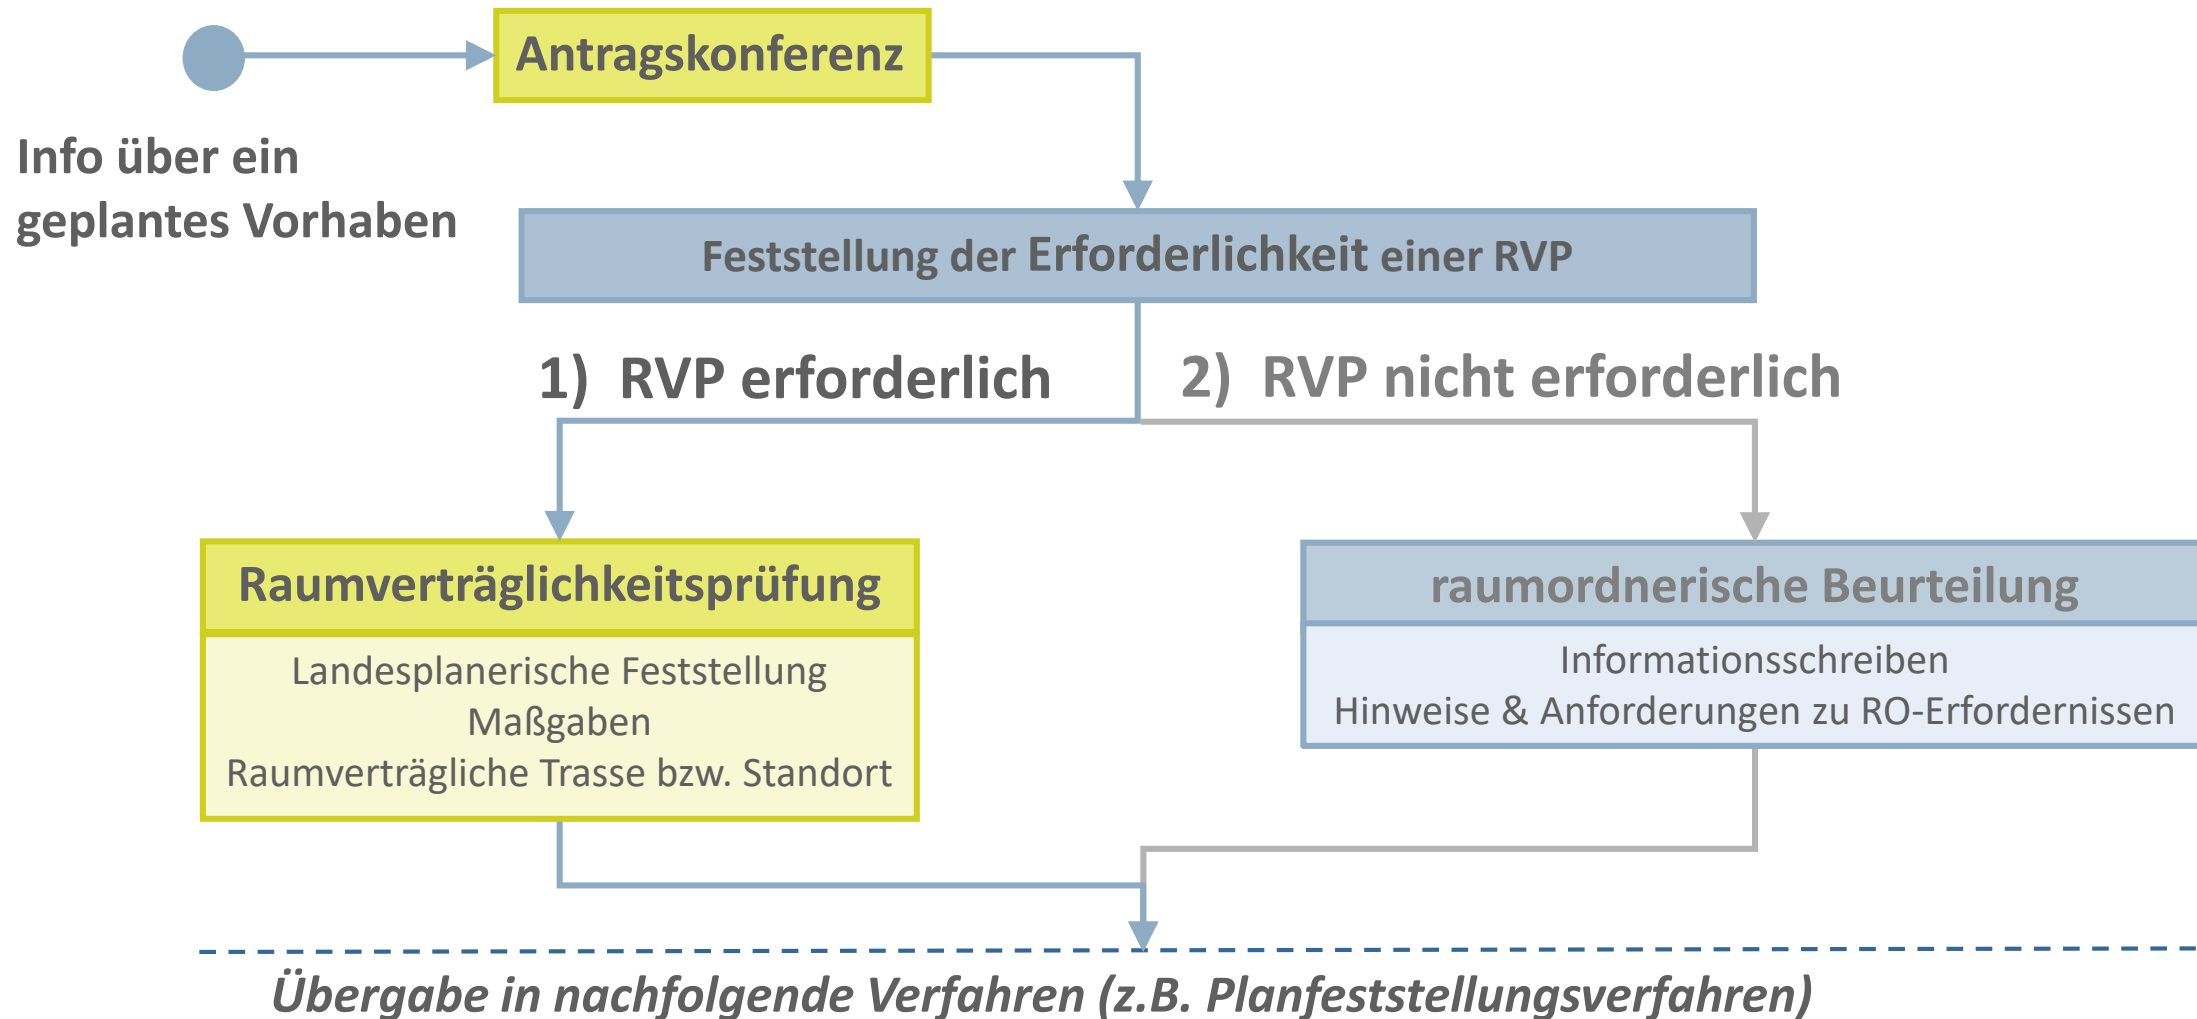 Antragskonferenz
Info über ein
geplantes Vorhaben
Feststellung der Erforderlichkeit einer RVP
1) RVP erforderlich
2) RVP nicht erforderlich
Raumverträglichkeitsprüfung
Landesplanerische Feststellung
Maßgaben
Raumverträgliche Trasse bzw. Standort
raumordnerische Beurteilung
Informationsschreiben
Hinweise & Anforderungen zu RO-Erfordernissen
Übergabe in nachfolgende Verfahren (z.B. Planfeststellungsverfahren)